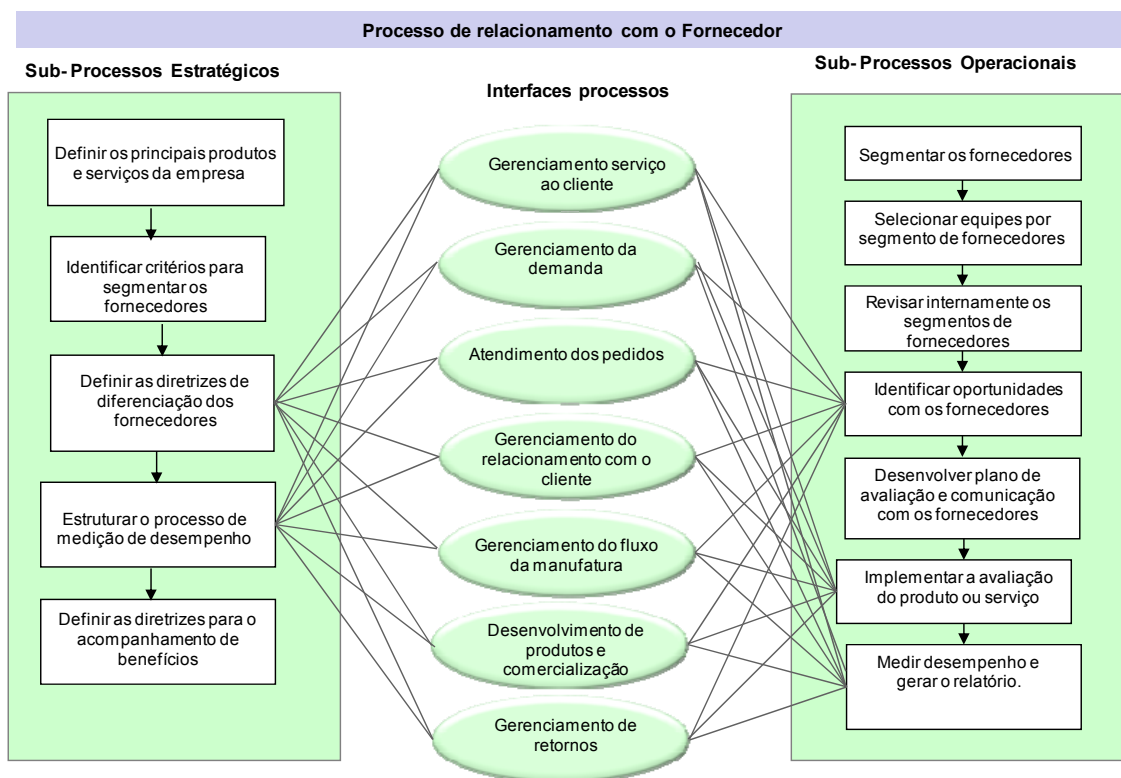 Processo de relacionamento com o Fornecedor
Sub- Processos Estratégicos
Definir os principais produtos
e serviços da empresa
Identificar critérios para
segmentar os
fornecedores
Definir as diretrizes de
diferenciação dos
fornecedores
Estruturar o processo de
medição de desempenho
Definir as diretrizes para o
acompanhamento de
benefícios
Interfaces processos
Gerenciamento serviço
ao cliente
Gerenciamento da
demanda
Atendimento dos pedidos
Gerenciamento do
relacionamento com o
cliente
Gerenciamento do fluxo
da manufatura
Desenvolvimento de
produtos e
comercialização
Gerenciamento de
retornos
Sub- Processos Operacionais
Segmentar os fornecedores
Selecionar equipes por
segmento de fornecedores
Revisar internamente os
segmentos de
fornecedores
Identificar oportunidades
com os fornecedores
Desenvolver plano de
avaliação e comunicação
com os fornecedores
Implementar a avaliação
do produto ou serviço
Medir desempenho e
gerar o relatório.